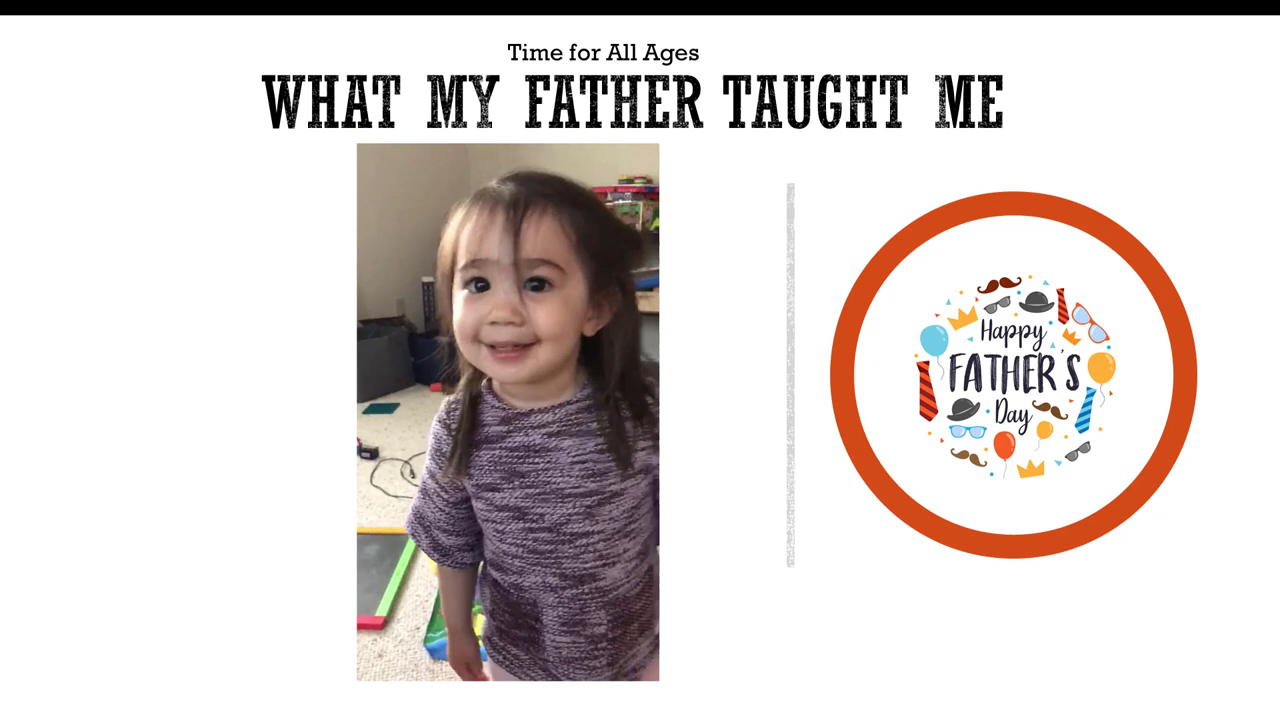 Time for All Ages
WHAT MY FATHER TAUGHT ME
Happy
FATHER'S
Day